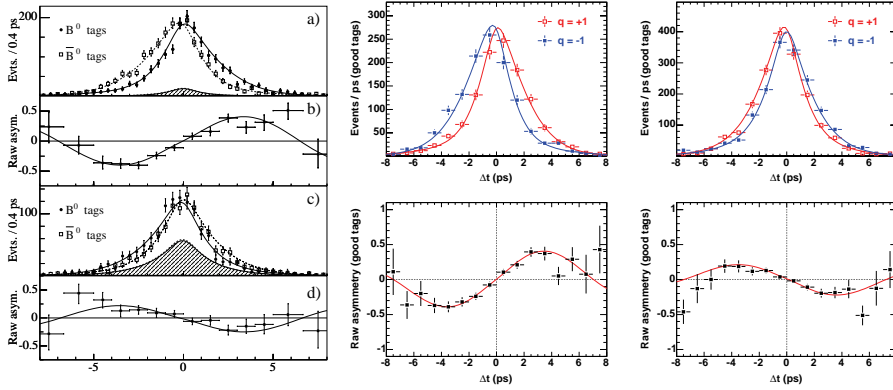 Evts. / 0.4 ps
200
100
a)
B⁰ tags
B̄⁰ tags
Raw asym.
0.5
0
-0.5
b)
Evts. / 0.4 ps
120
60
c)
B⁰ tags
B̄⁰ tags
Raw asym.
0.5
0
-0.5
d)
-5 0 5
Events / ps (good tags)
300
250
200
150
100
50
q = +1
q = -1
-8 -6 -4 -2 0 2 4 6 8
Δt (ps)
Raw asymmetry (good tags)
1
0.5
0
-0.5
-1
-8 -6 -4 -2 0 2 4 6 8
Δt (ps)
Events / ps (good tags)
400
300
200
100
q = +1
q = -1
-8 -6 -4 -2 0 2 4 6
Δt (ps)
Raw asymmetry (good tags)
1
0.5
0
-0.5
-1
-8 -6 -4 -2 0 2 4 6
Δt (ps)